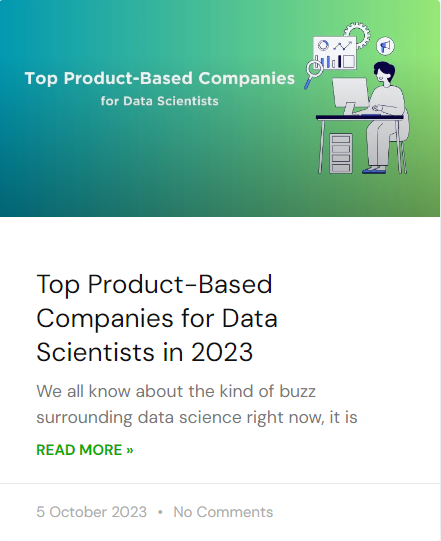 Top Product-Based Companies
for Data Scientists
Top Product-Based
Companies for Data
Scientists in 2023
We all know about the kind of buzz
surrounding data science right now, it is
READ MORE »
5 October 2023 • No Comments